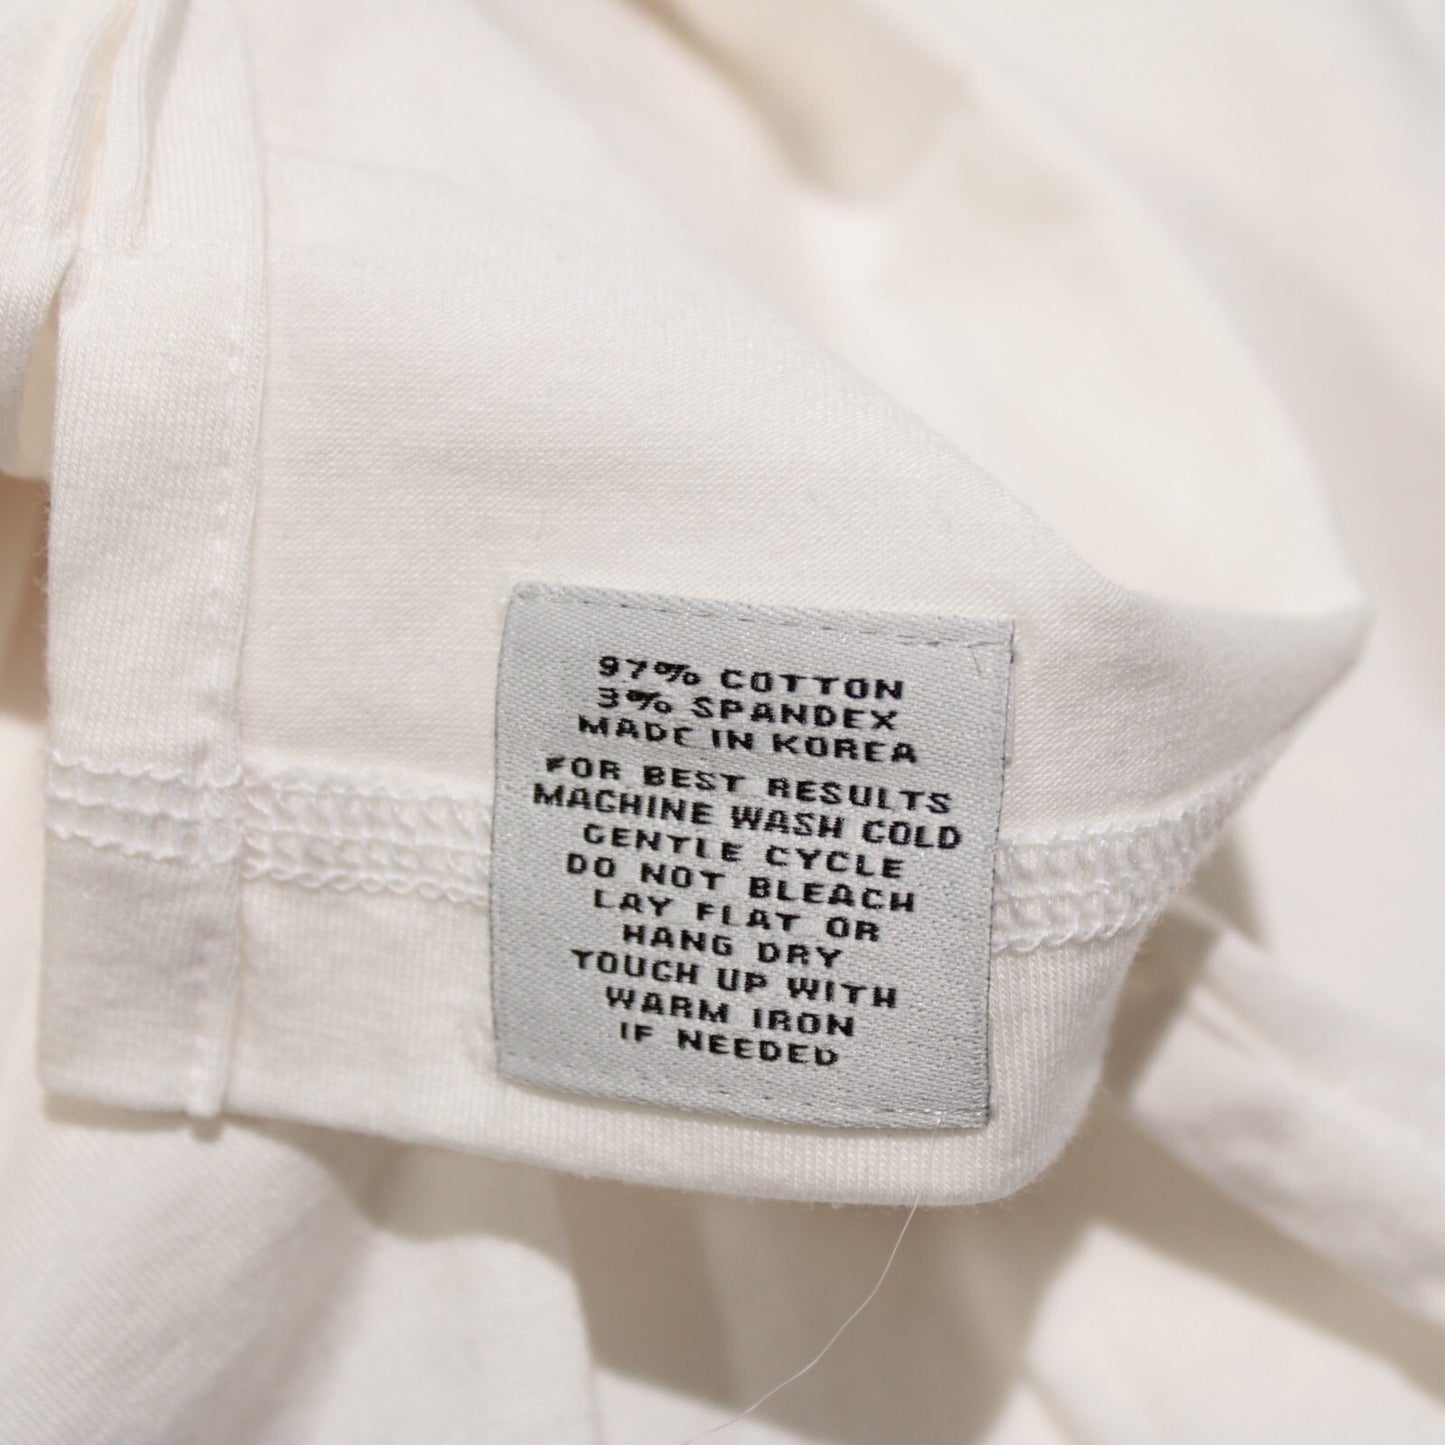 97% COTTON
3% SPANDEX
MADE IN KOREA
FOR BEST RESULTS
MACHINE WASH COLD
GENTLE CYCLE
DO NOT BLEACH
LAY FLAT OR
HANG DRY
TOUCH UP WITH
WARM IRON
IF NEEDED